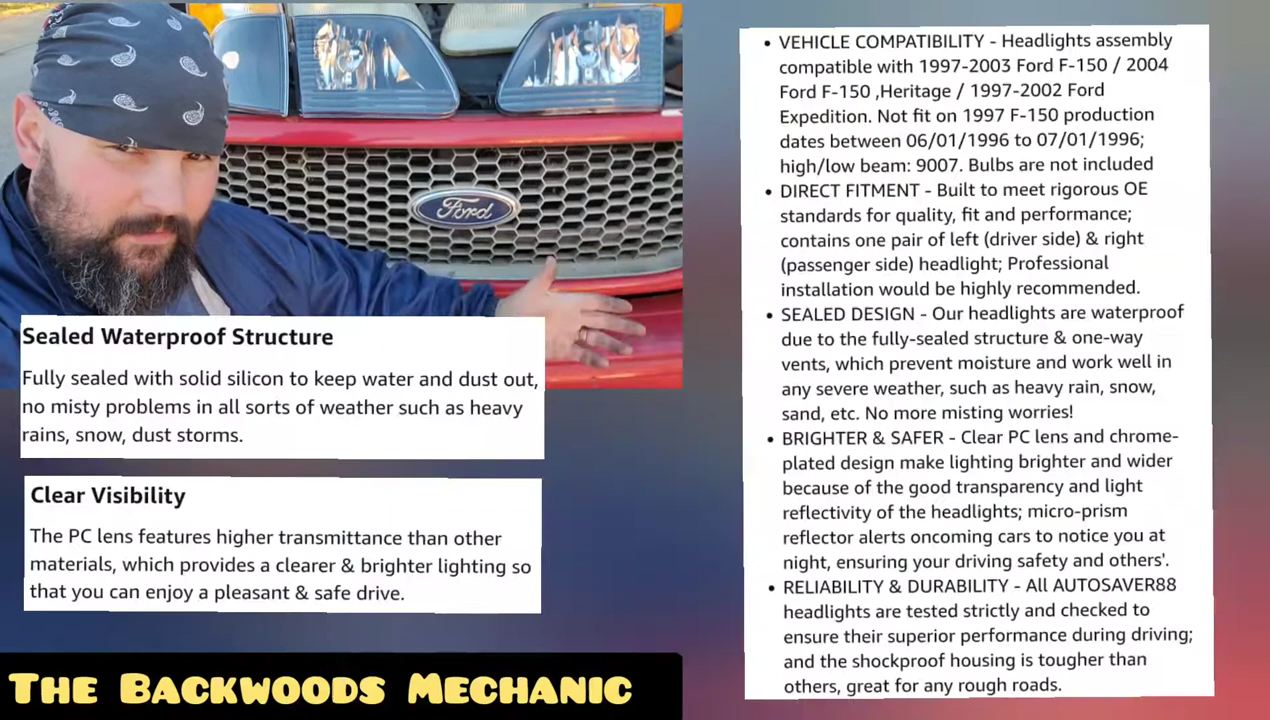 Ford
Sealed Waterproof Structure
Fully sealed with solid silicon to keep water and dust out,
no misty problems in all sorts of weather such as heavy
rains, snow, dust storms.
Clear Visibility
The PC lens features higher transmittance than other
materials, which provides a clearer & brighter lighting so
that you can enjoy a pleasant & safe drive.
THE BACKWOODS MECHANIC
• VEHICLE COMPATIBILITY - Headlights assembly
compatible with 1997-2003 Ford F-150 / 2004
Ford F-150 ,Heritage / 1997-2002 Ford
Expedition. Not fit on 1997 F-150 production
dates between 06/01/1996 to 07/01/1996;
high/low beam: 9007. Bulbs are not included
• DIRECT FITMENT - Built to meet rigorous OE
standards for quality, fit and performance;
contains one pair of left (driver side) & right
(passenger side) headlight; Professional
installation would be highly recommended.
• SEALED DESIGN - Our headlights are waterproof
due to the fully-sealed structure & one-way
vents, which prevent moisture and work well in
any severe weather, such as heavy rain, snow,
sand, etc. No more misting worries!
• BRIGHTER & SAFER - Clear PC lens and chrome-
plated design make lighting brighter and wider
because of the good transparency and light
reflectivity of the headlights; micro-prism
reflector alerts oncoming cars to notice you at
night, ensuring your driving safety and others'.
• RELIABILITY & DURABILITY - All AUTOSAVER88
headlights are tested strictly and checked to
ensure their superior performance during driving;
and the shockproof housing is tougher than
others, great for any rough roads.